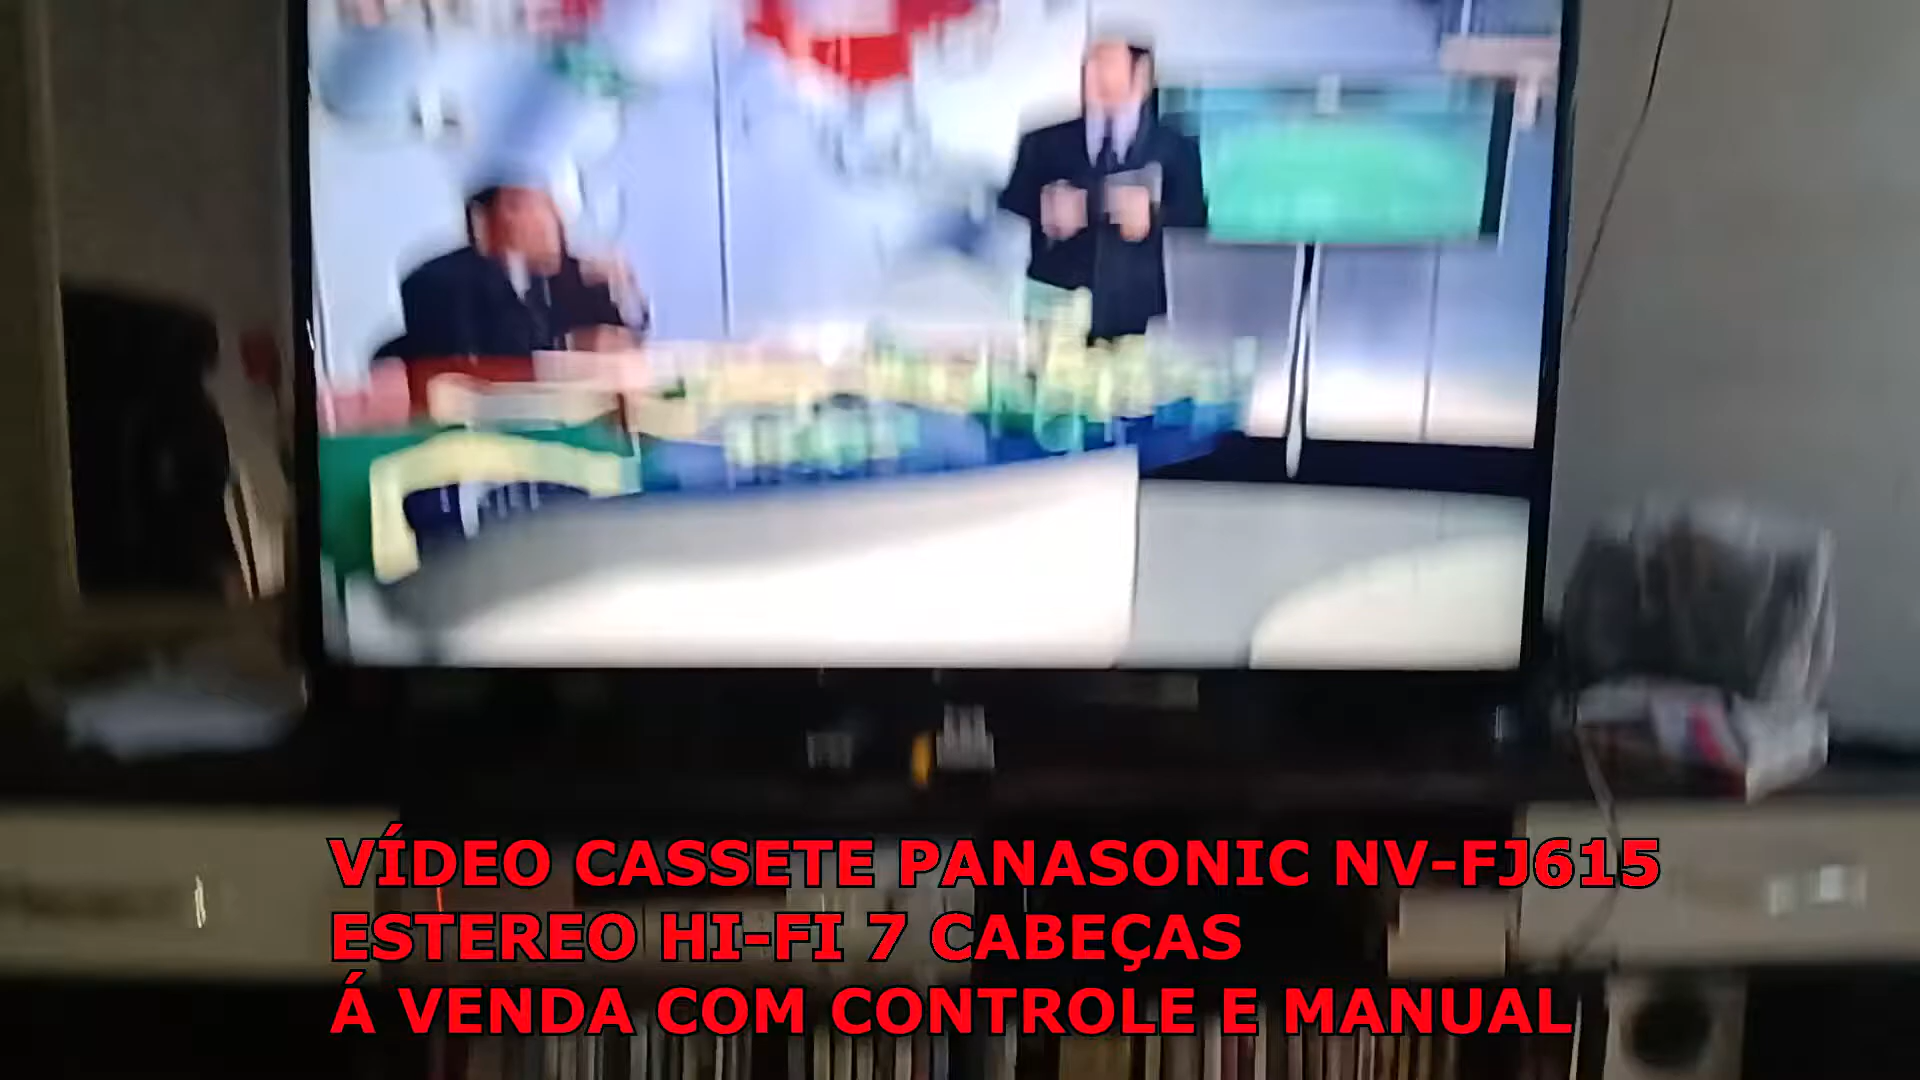 VÍDEO CASSETE PANASONIC NV-FJ615
ESTEREO HI-FI 7 CABEÇAS
Á VENDA COM CONTROLE E MANUAL